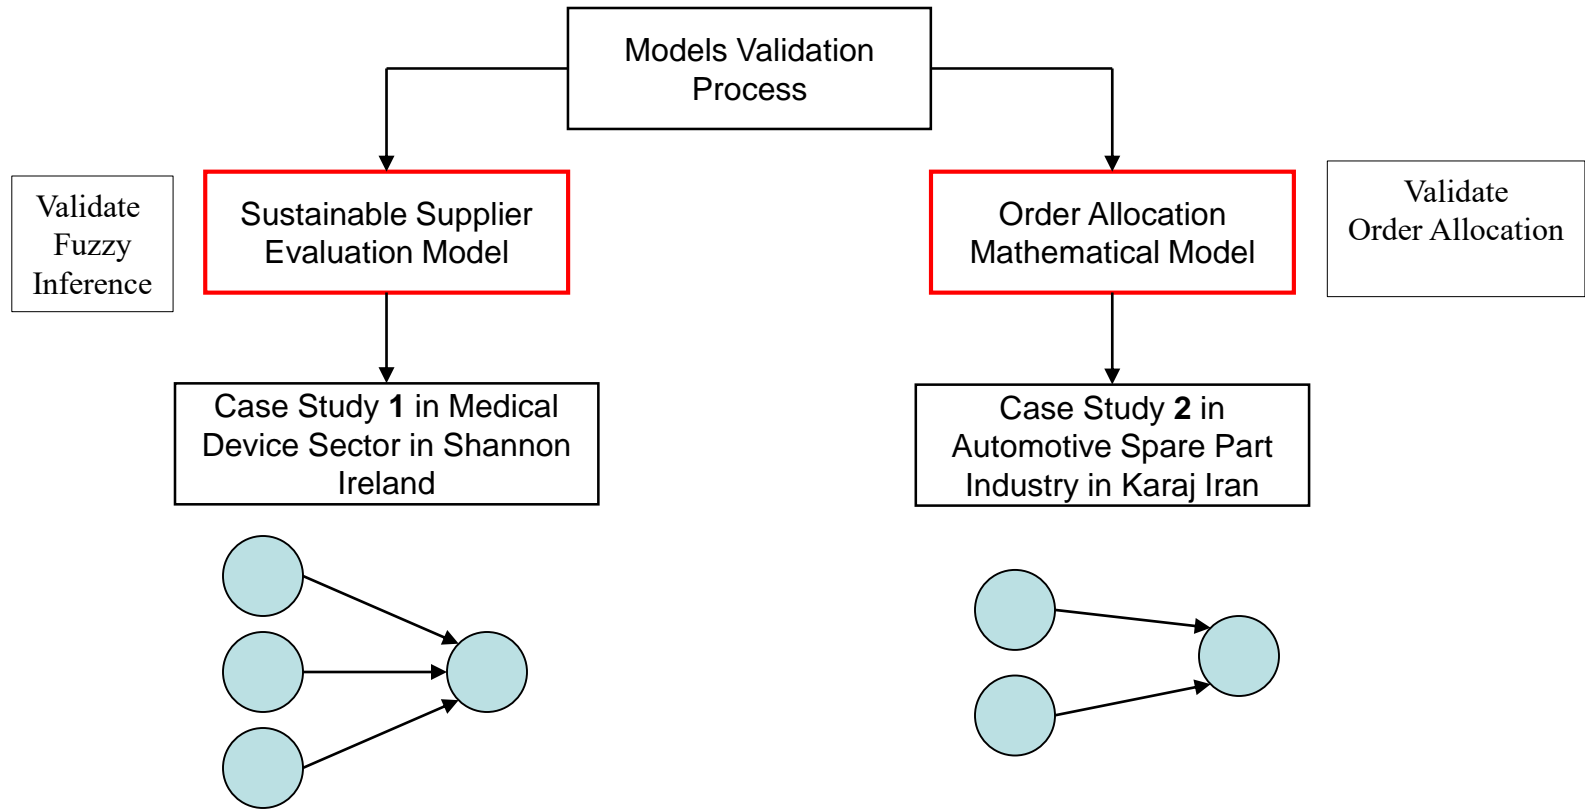 Models Validation
Process
Validate
Fuzzy
Inference
Sustainable Supplier
Evaluation Model
Order Allocation
Mathematical Model
Validate
Order Allocation
Case Study 1 in Medical
Device Sector in Shannon
Ireland
Case Study 2 in
Automotive Spare Part
Industry in Karaj Iran